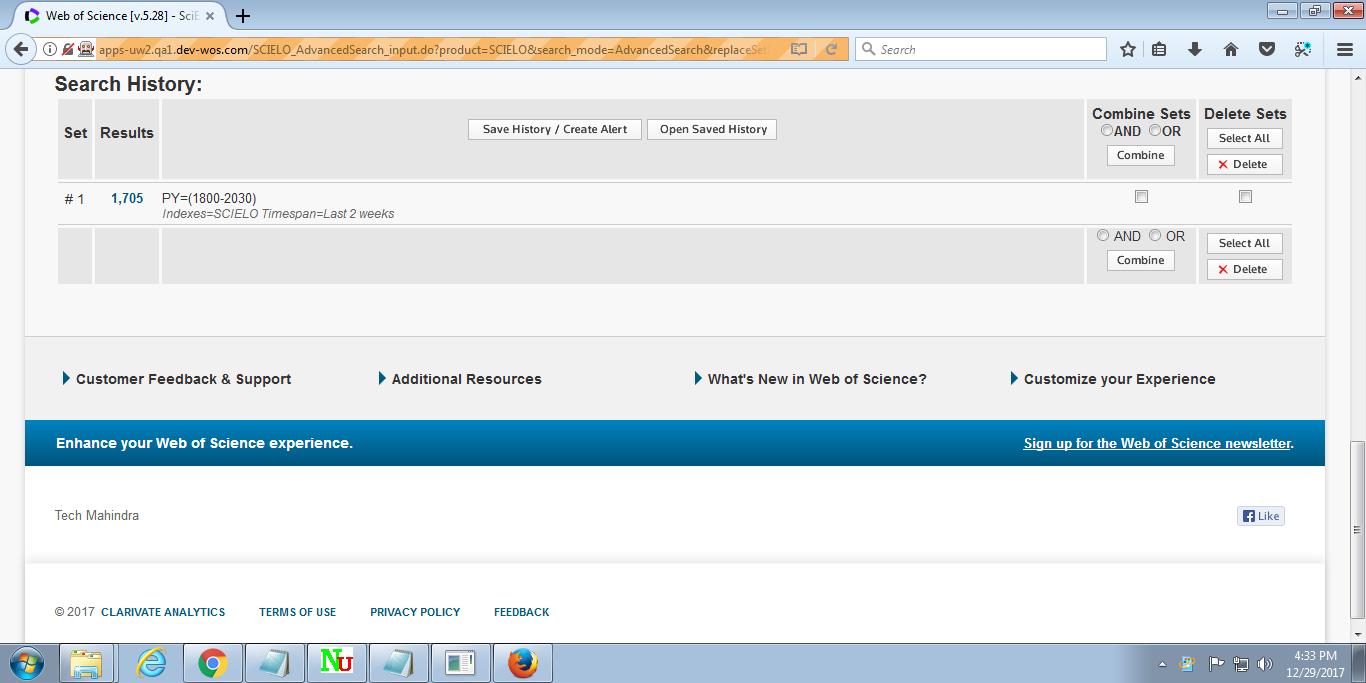 Web of Science [v.5.28] - SciE
apps-uw2.qa1.dev-wos.com/SCIELO_AdvancedSearch_input.do?product=SCIELO&search_mode=AdvancedSearch&replaceSet
Search
Search History:
Set
Results
Save History / Create Alert
Open Saved History
Combine Sets
AND OR
Combine
Delete Sets
Select All
Delete
# 1
1,705
PY=(1800-2030)
Indexes=SCIELO Timespan=Last 2 weeks
AND OR
Combine
Select All
Delete
Customer Feedback & Support
Additional Resources
What's New in Web of Science?
Customize your Experience
Enhance your Web of Science experience.
Sign up for the Web of Science newsletter.
Tech Mahindra
Like
© 2017 CLARIVATE ANALYTICS
TERMS OF USE
PRIVACY POLICY
FEEDBACK
Nu
4:33 PM
12/29/2017